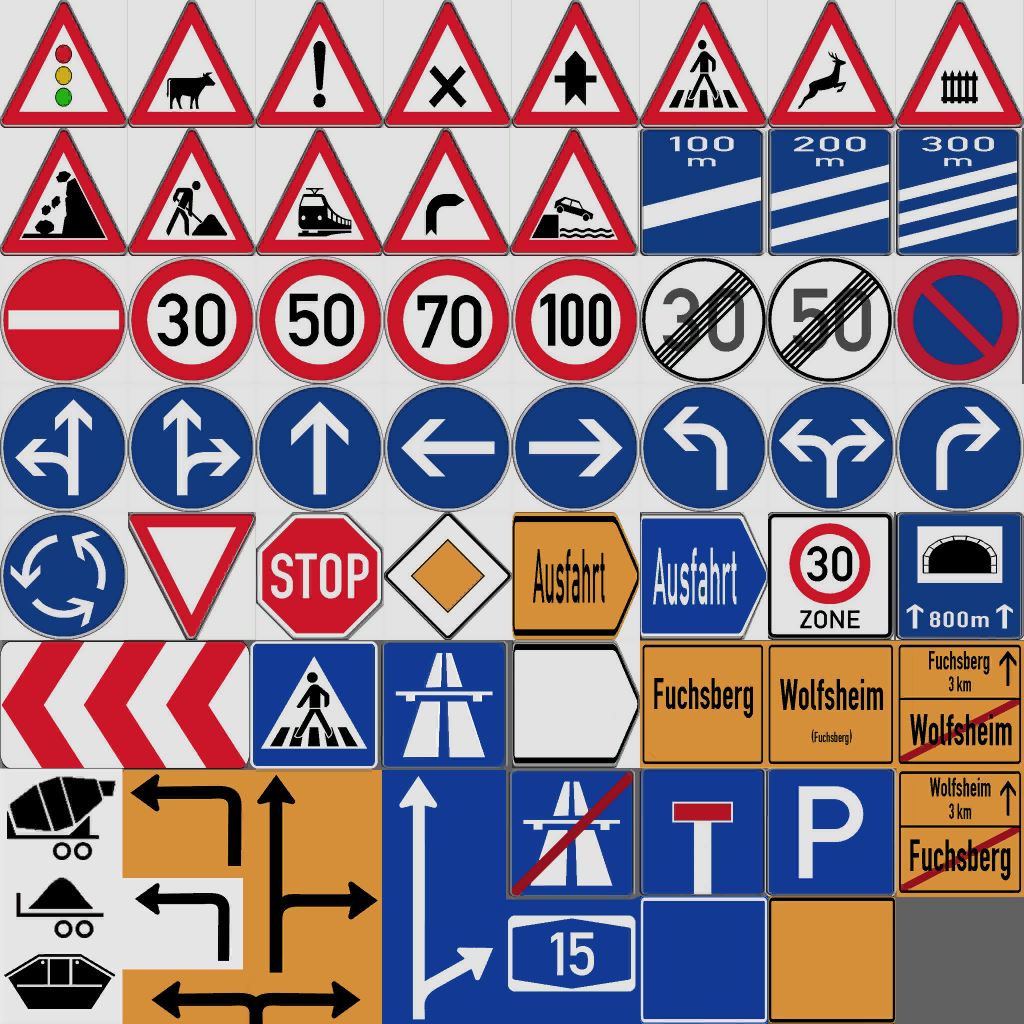 100
m
200
m
300
m
30
50
70
100
30
50
STOP
Ausfahrt
Ausfahrt
30
ZONE
800m
Fuchsberg
Wolfsheim
(Fuchsberg)
Fuchsberg
3 km
Wolfsheim
P
Wolfsheim
3 km
Fuchsberg
15